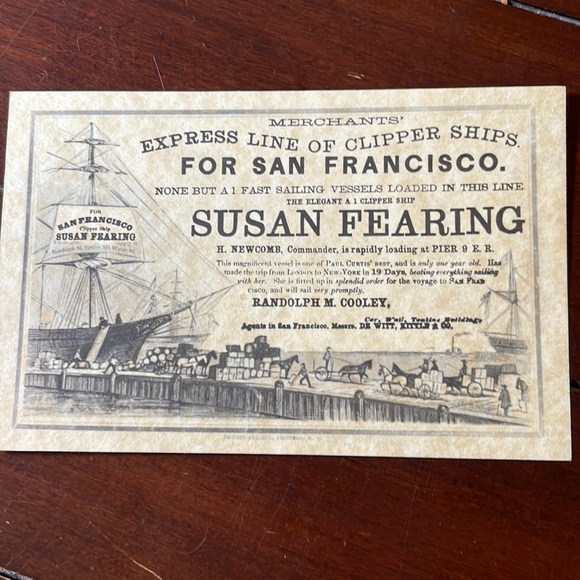 MERCHANTS'
EXPRESS LINE OF CLIPPER SHIPS.
FOR SAN FRANCISCO.
NONE BUT A 1 FAST SAILING VESSELS LOADED IN THIS LINE
THE ELEGANT A 1 CLIPPER SHIP
SUSAN FEARING
H. NEWCOMB, Commander, is rapidly loading at PIER 9 E. R.
This magnificent vessel is one of PAUL CURTIS' BEST, and is only one year old. Has
made the trip from LONDON to NEW-YORK in 19 Days, beating everything sailing
with her. She is fitted up in splendid order for the voyage to SAN FRAN
cisco, and will sail very promptly.
RANDOLPH M. COOLEY,
Cor. Wall, Tontine Buildings
Agents in San Francisco, Messrs. DE WITT, KITTLE & CO.
FOR
SAN FRANCISCO
Clipper Ship
SUSAN FEARING